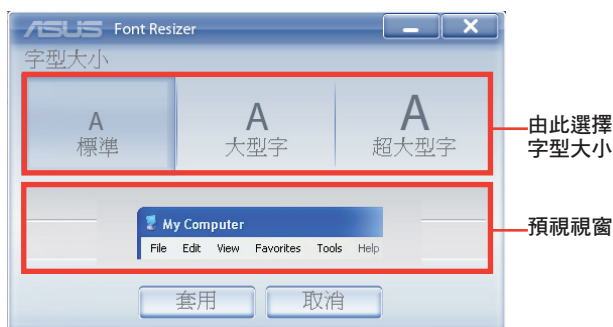 ASUS Font Resizer
字型大小
A A A
標準 大型字 超大型字
由此選擇
字型大小
My Computer
File Edit View Favorites Tools Help
預視視窗
套用 取消